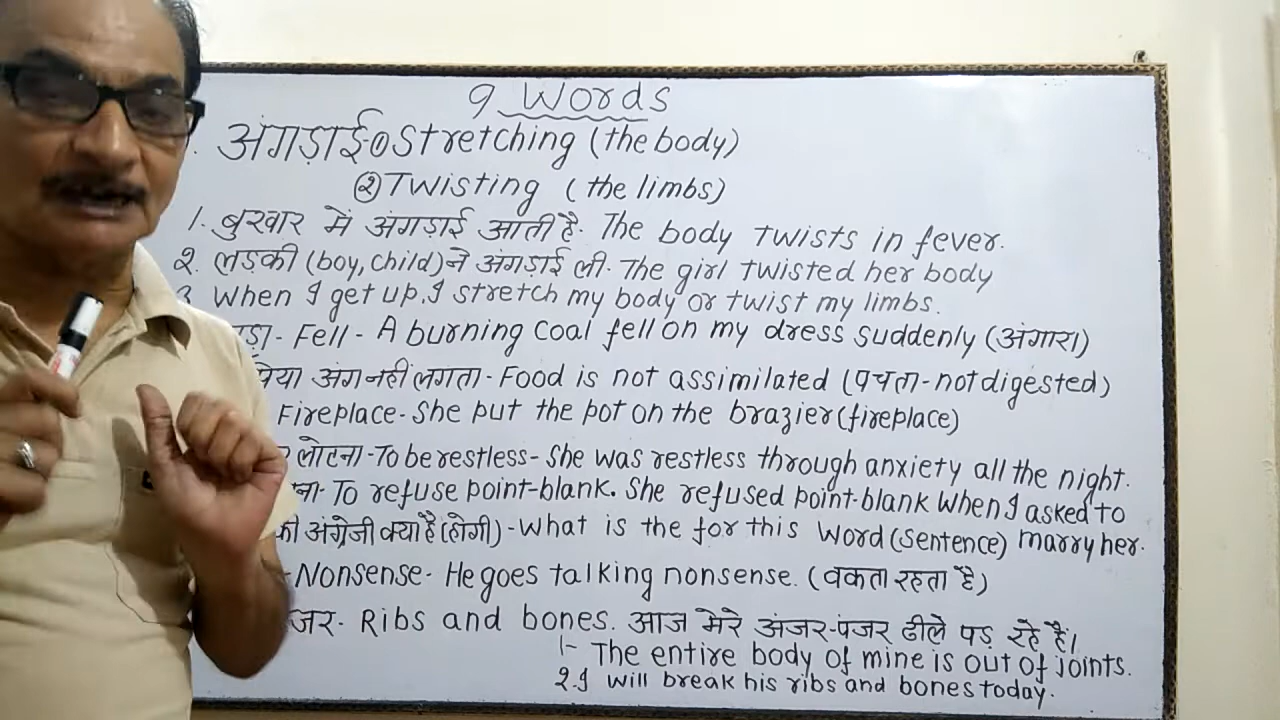 9 Words
अंगड़ाई-① Stretching (the body)
② Twisting (the limbs)
1. बुखार में अंगड़ाई आती है. The body twists in fever.
2. लड़की (boy, child) ने अंगड़ाई ली. The girl twisted her body
3 When I get up, I stretch my body or twist my limbs.
- Fell - A burning coal fell on my dress suddenly (अंगारा)
अंग नहीं लगता - Food is not assimilated (पचता - not digested)
Fireplace - She put the pot on the brazier (fireplace)
लोटना - To be restless - She was restless through anxiety all the night.
To refuse point-blank. She refused point-blank when I asked to
अंग्रेजी क्या है (होगी) - What is the for this word (sentence) marry her.
- Nonsense - He goes talking nonsense. (वकता रहता है)
- Ribs and bones. आज मेरे अंजर-पंजर ढीले पड़ रहे हैं।
1- The entire body of mine is out of joints.
2. I will break his ribs and bones today.